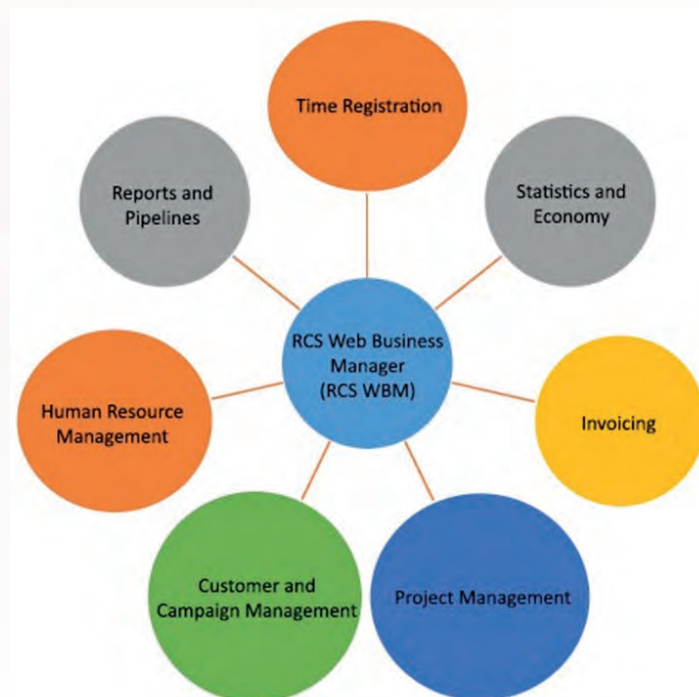 Time Registration
Reports and
Pipelines
Statistics and
Economy
RCS Web Business
Manager
(RCS WBM)
Human Resource
Management
Invoicing
Customer and
Campaign Management
Project Management